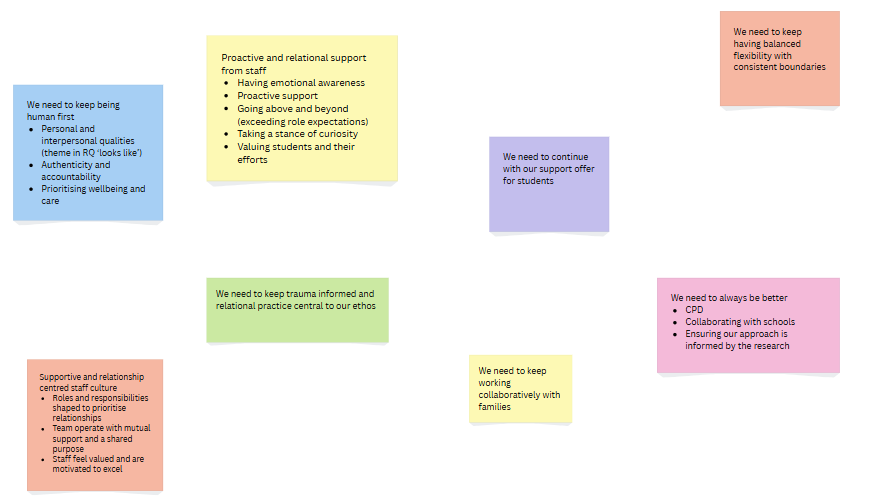 We need to keep being
human first
• Personal and
interpersonal qualities
(theme in RQ 'looks like')
• Authenticity and
accountability
• Prioritising wellbeing and
care
Proactive and relational support
from staff
• Having emotional awareness
• Proactive support
• Going above and beyond
(exceeding role expectations)
• Taking a stance of curiosity
• Valuing students and their
efforts
We need to continue
with our support offer
for students
We need to keep
having balanced
flexibility with
consistent boundaries
We need to keep trauma informed and
relational practice central to our ethos
We need to always be better
• CPD
• Collaborating with schools
• Ensuring our approach is
informed by the research
Supportive and relationship
centred staff culture
• Roles and responsibilities
shaped to prioritise
relationships
• Team operate with mutual
support and a shared
purpose
• Staff feel valued and are
motivated to excel
We need to keep
working
collaboratively with
families